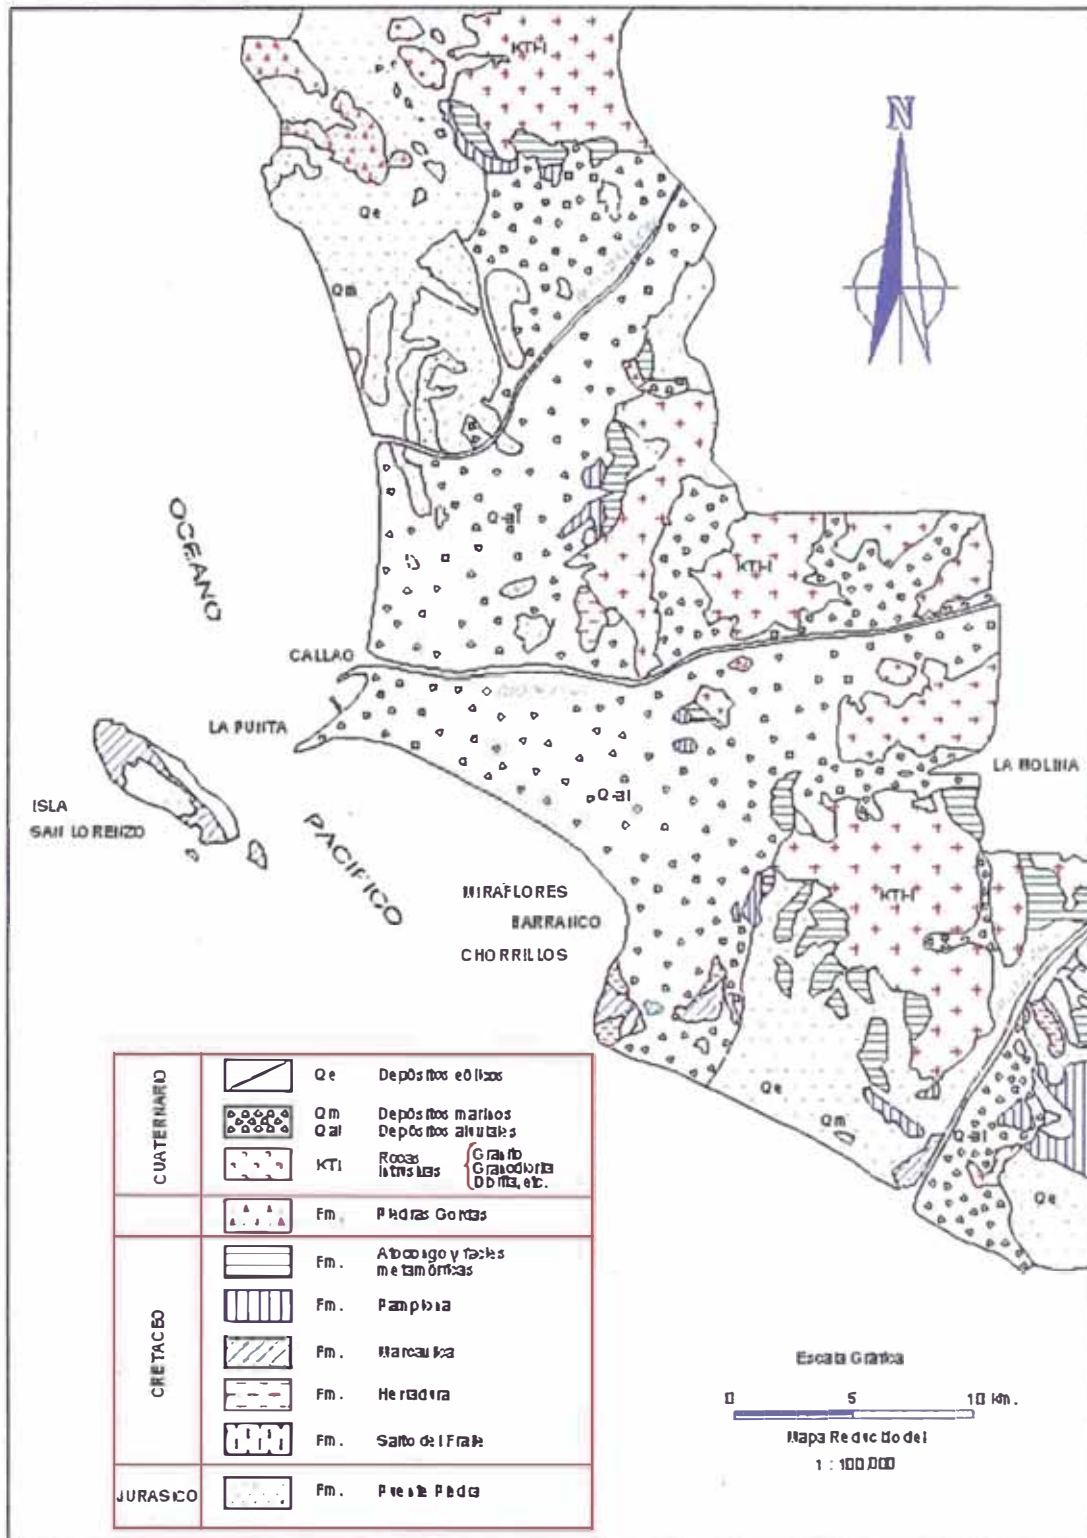 KTI-I
N
Qe
Qm
Q-al
KTI-I
OCEANO
CALLAO
LA PUNTA
LA MOLINA
ISLA
SAN LORENZO
PACIFICO
Q-al
MIRAFLORES
BARRANCO
CHORRILLOS
KTI-I
Qe
Qm
Q-al
Qe
CUATERNARIO
Qe Depósitos eólicos
Qm Depósitos marinos
Qal Depósitos aluviales
KTI Rocas Intrusivas { Granito
Granodiorita
Diorita, etc.
Fm. Piedras Gordas
CRETACEO
Fm. Atocongo y facies
metamórficas
Fm. Pamplona
Fm. Marcavilca
Fm. Herradura
Fm. Salto del Fraile
JURASICO
Fm. Puente Piedra
Escala Gráfica
0 5 10 km.
Mapa Reducido del
1 : 100,000